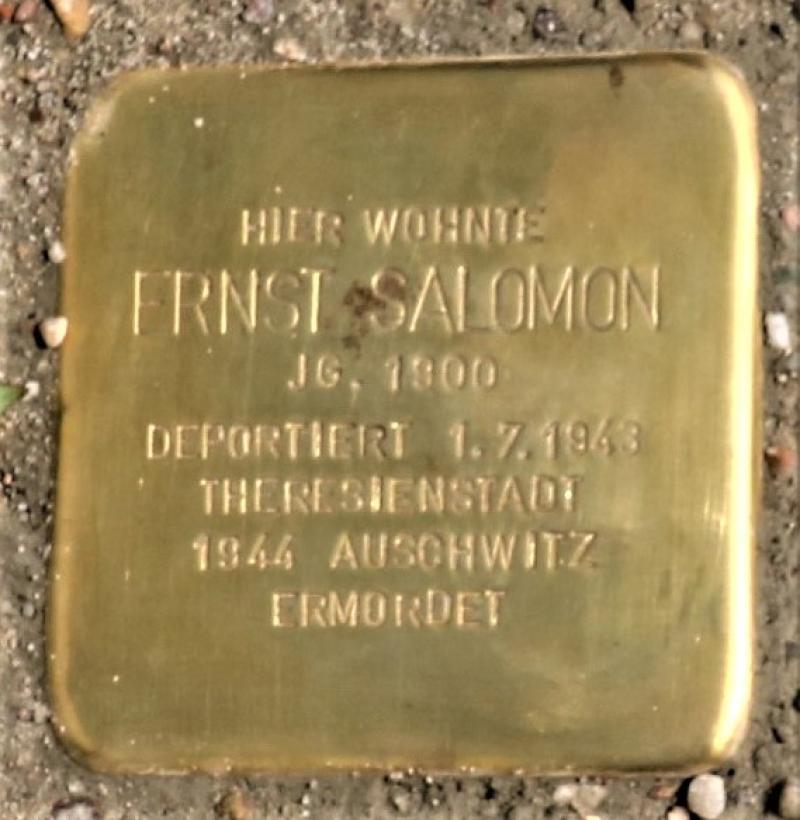 HIER WOHNTE
ERNST SALOMON
JG. 1900
DEPORTIERT 1.7.1943
THERESIENSTADT
1944 AUSCHWITZ
ERMORDET